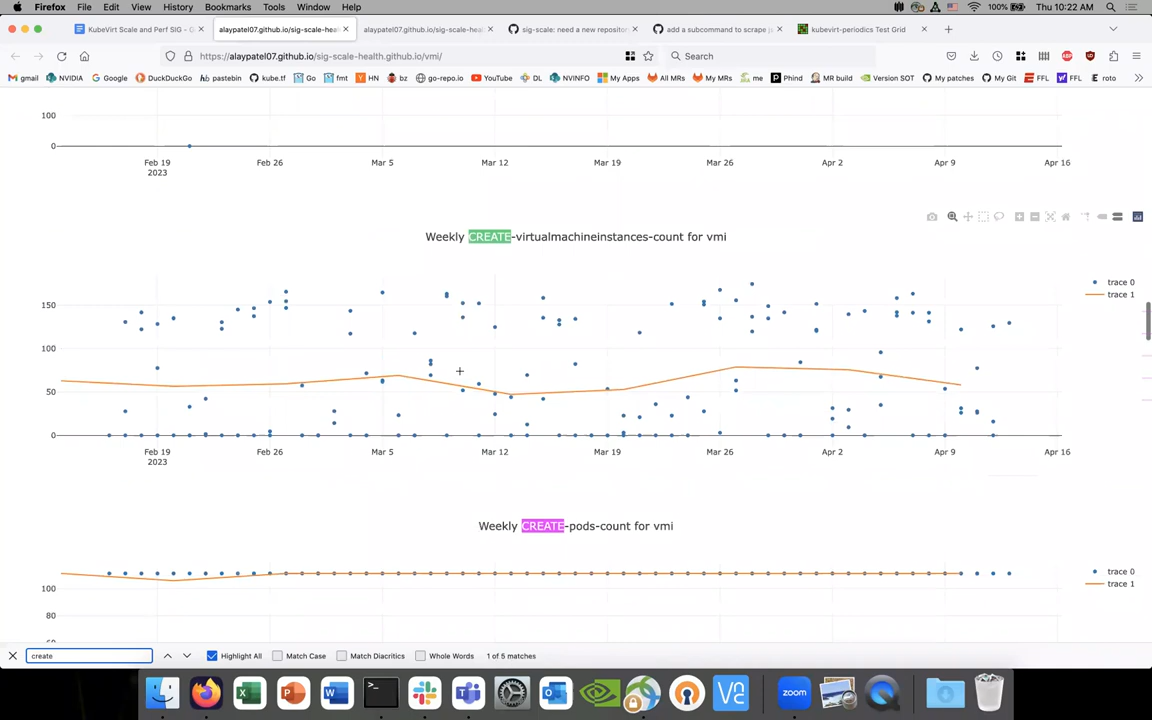 Firefox File Edit View History Bookmarks Tools Window Help 100% Thu 10:22 AM
KubeVirt Scale and Perf SIG - G
alaypatel07.github.io/sig-scale-hea
alaypatel07.github.io/sig-scale-hea
sig-scale: need a new repositor
add a subcommand to scrape j
kubevirt-periodics Test Grid
https://alaypatel07.github.io/sig-scale-health.github.io/vmi/
Search
gmail NVIDIA Google DuckDuckGo pastebin kube.tf Go fmt HN bz go-repo.io YouTube DL NVINFO My Apps All MRs My MRs me Phind MR build Version SOT My patches My Git FFL FFL roto
100
0
Feb 19 Feb 26 Mar 5 Mar 12 Mar 19 Mar 26 Apr 2 Apr 9 Apr 16
2023
Weekly CREATE-virtualmachineinstances-count for vmi
trace 0
trace 1
150
100
50
0
Feb 19 Feb 26 Mar 5 Mar 12 Mar 19 Mar 26 Apr 2 Apr 9 Apr 16
2023
Weekly CREATE-pods-count for vmi
trace 0
trace 1
100
80
create
Highlight All Match Case Match Diacritics Whole Words 1 of 5 matches
zoom